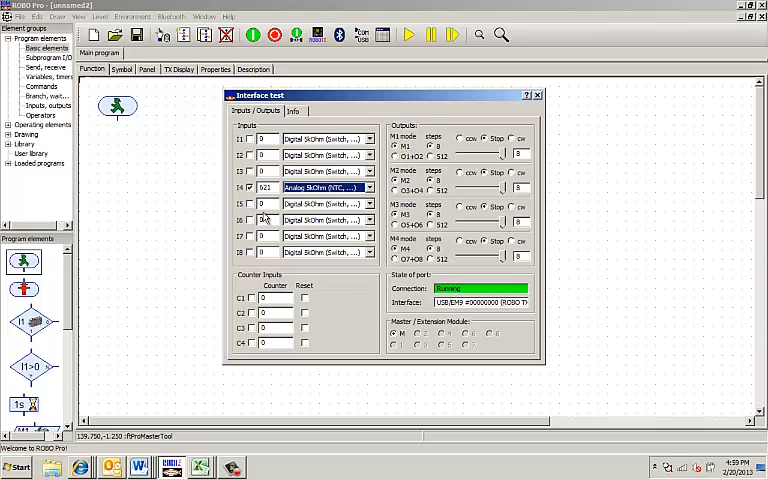 ROBO Pro - [unnamed2]
File Edit Draw View Level Environment Bluetooth Window Help
Element groups
Program elements
Basic elements
Subprogram I/O
Send, receive
Variables, timers
Commands
Branch, wait...
Inputs, outputs
Operators
Operating elements
Drawing
Library
User library
Loaded programs
Program elements
I1
I1>0
1s
COM
USB
Main program
Function Symbol Panel TX Display Properties Description
Interface test
Inputs / Outputs Info
Inputs
I1 0 Digital 5kOhm (Switch, ...)
I2 0 Digital 5kOhm (Switch, ...)
I3 0 Digital 5kOhm (Switch, ...)
I4 621 Analog 5kOhm (NTC, ...)
I5 0 Digital 5kOhm (Switch, ...)
I6 0 Digital 5kOhm (Switch, ...)
I7 0 Digital 5kOhm (Switch, ...)
I8 0 Digital 5kOhm (Switch, ...)
Counter Inputs
Counter Reset
C1 0
C2 0
C3 0
C4 0
Outputs:
M1 mode steps ccw Stop cw
M1 8 8
O1+O2 512
M2 mode steps ccw Stop cw
M2 8 8
O3+O4 512
M3 mode steps ccw Stop cw
M3 8 8
O5+O6 512
M4 mode steps ccw Stop cw
M4 8 8
O7+O8 512
State of port:
Connection: Running
Interface: USB/EM9 #00000000 (ROBO TX
Master / Extension Module:
M 2 4 6 8
1 3 5 7
139.750,-1.250 :ftProMasterTool
Welcome to ROBO Pro!
Start
4:59 PM
2/20/2013